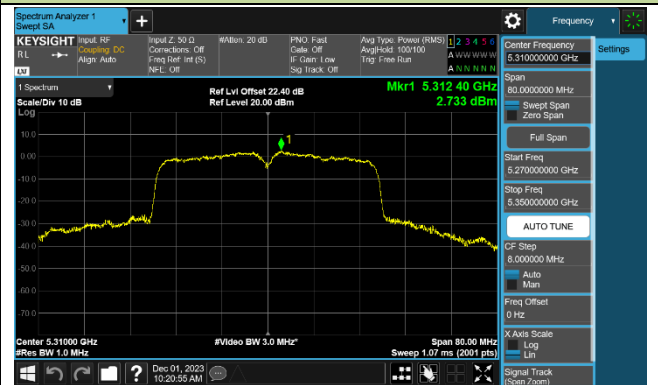 Spectrum Analyzer 1
Swept SA
+
Frequency
KEYSIGHT
RL
LXI
Input: RF
Coupling: DC
Align: Auto
Input Z: 50 Ω
Corrections: Off
Freq Ref: Int (S)
NFE: Off
#Atten: 20 dB
PNO: Fast
Gate: Off
IF Gain: Low
Sig Track: Off
Avg Type: Power (RMS)
Avg|Hold: 100/100
Trig: Free Run
1 2 3 4 5 6
A W W W W W
A N N N N N
1 Spectrum
Scale/Div 10 dB
Log
Ref Lvl Offset 22.40 dB
Ref Level 20.00 dBm
Mkr1 5.312 40 GHz
2.733 dBm
10.0
0.00
-10.0
-20.0
-30.0
-40.0
-50.0
-60.0
-70.0
1
Center 5.31000 GHz
#Res BW 1.0 MHz
#Video BW 3.0 MHz*
Span 80.00 MHz
Sweep 1.07 ms (2001 pts)
?
Dec 01, 2023
10:20:55 AM
Center Frequency
5.310000000 GHz
Settings
Span
80.0000000 MHz
Swept Span
Zero Span
Full Span
Start Freq
5.270000000 GHz
Stop Freq
5.350000000 GHz
AUTO TUNE
CF Step
8.000000 MHz
Auto
Man
Freq Offset
0 Hz
X Axis Scale
Log
Lin
Signal Track
(Span Zoom)